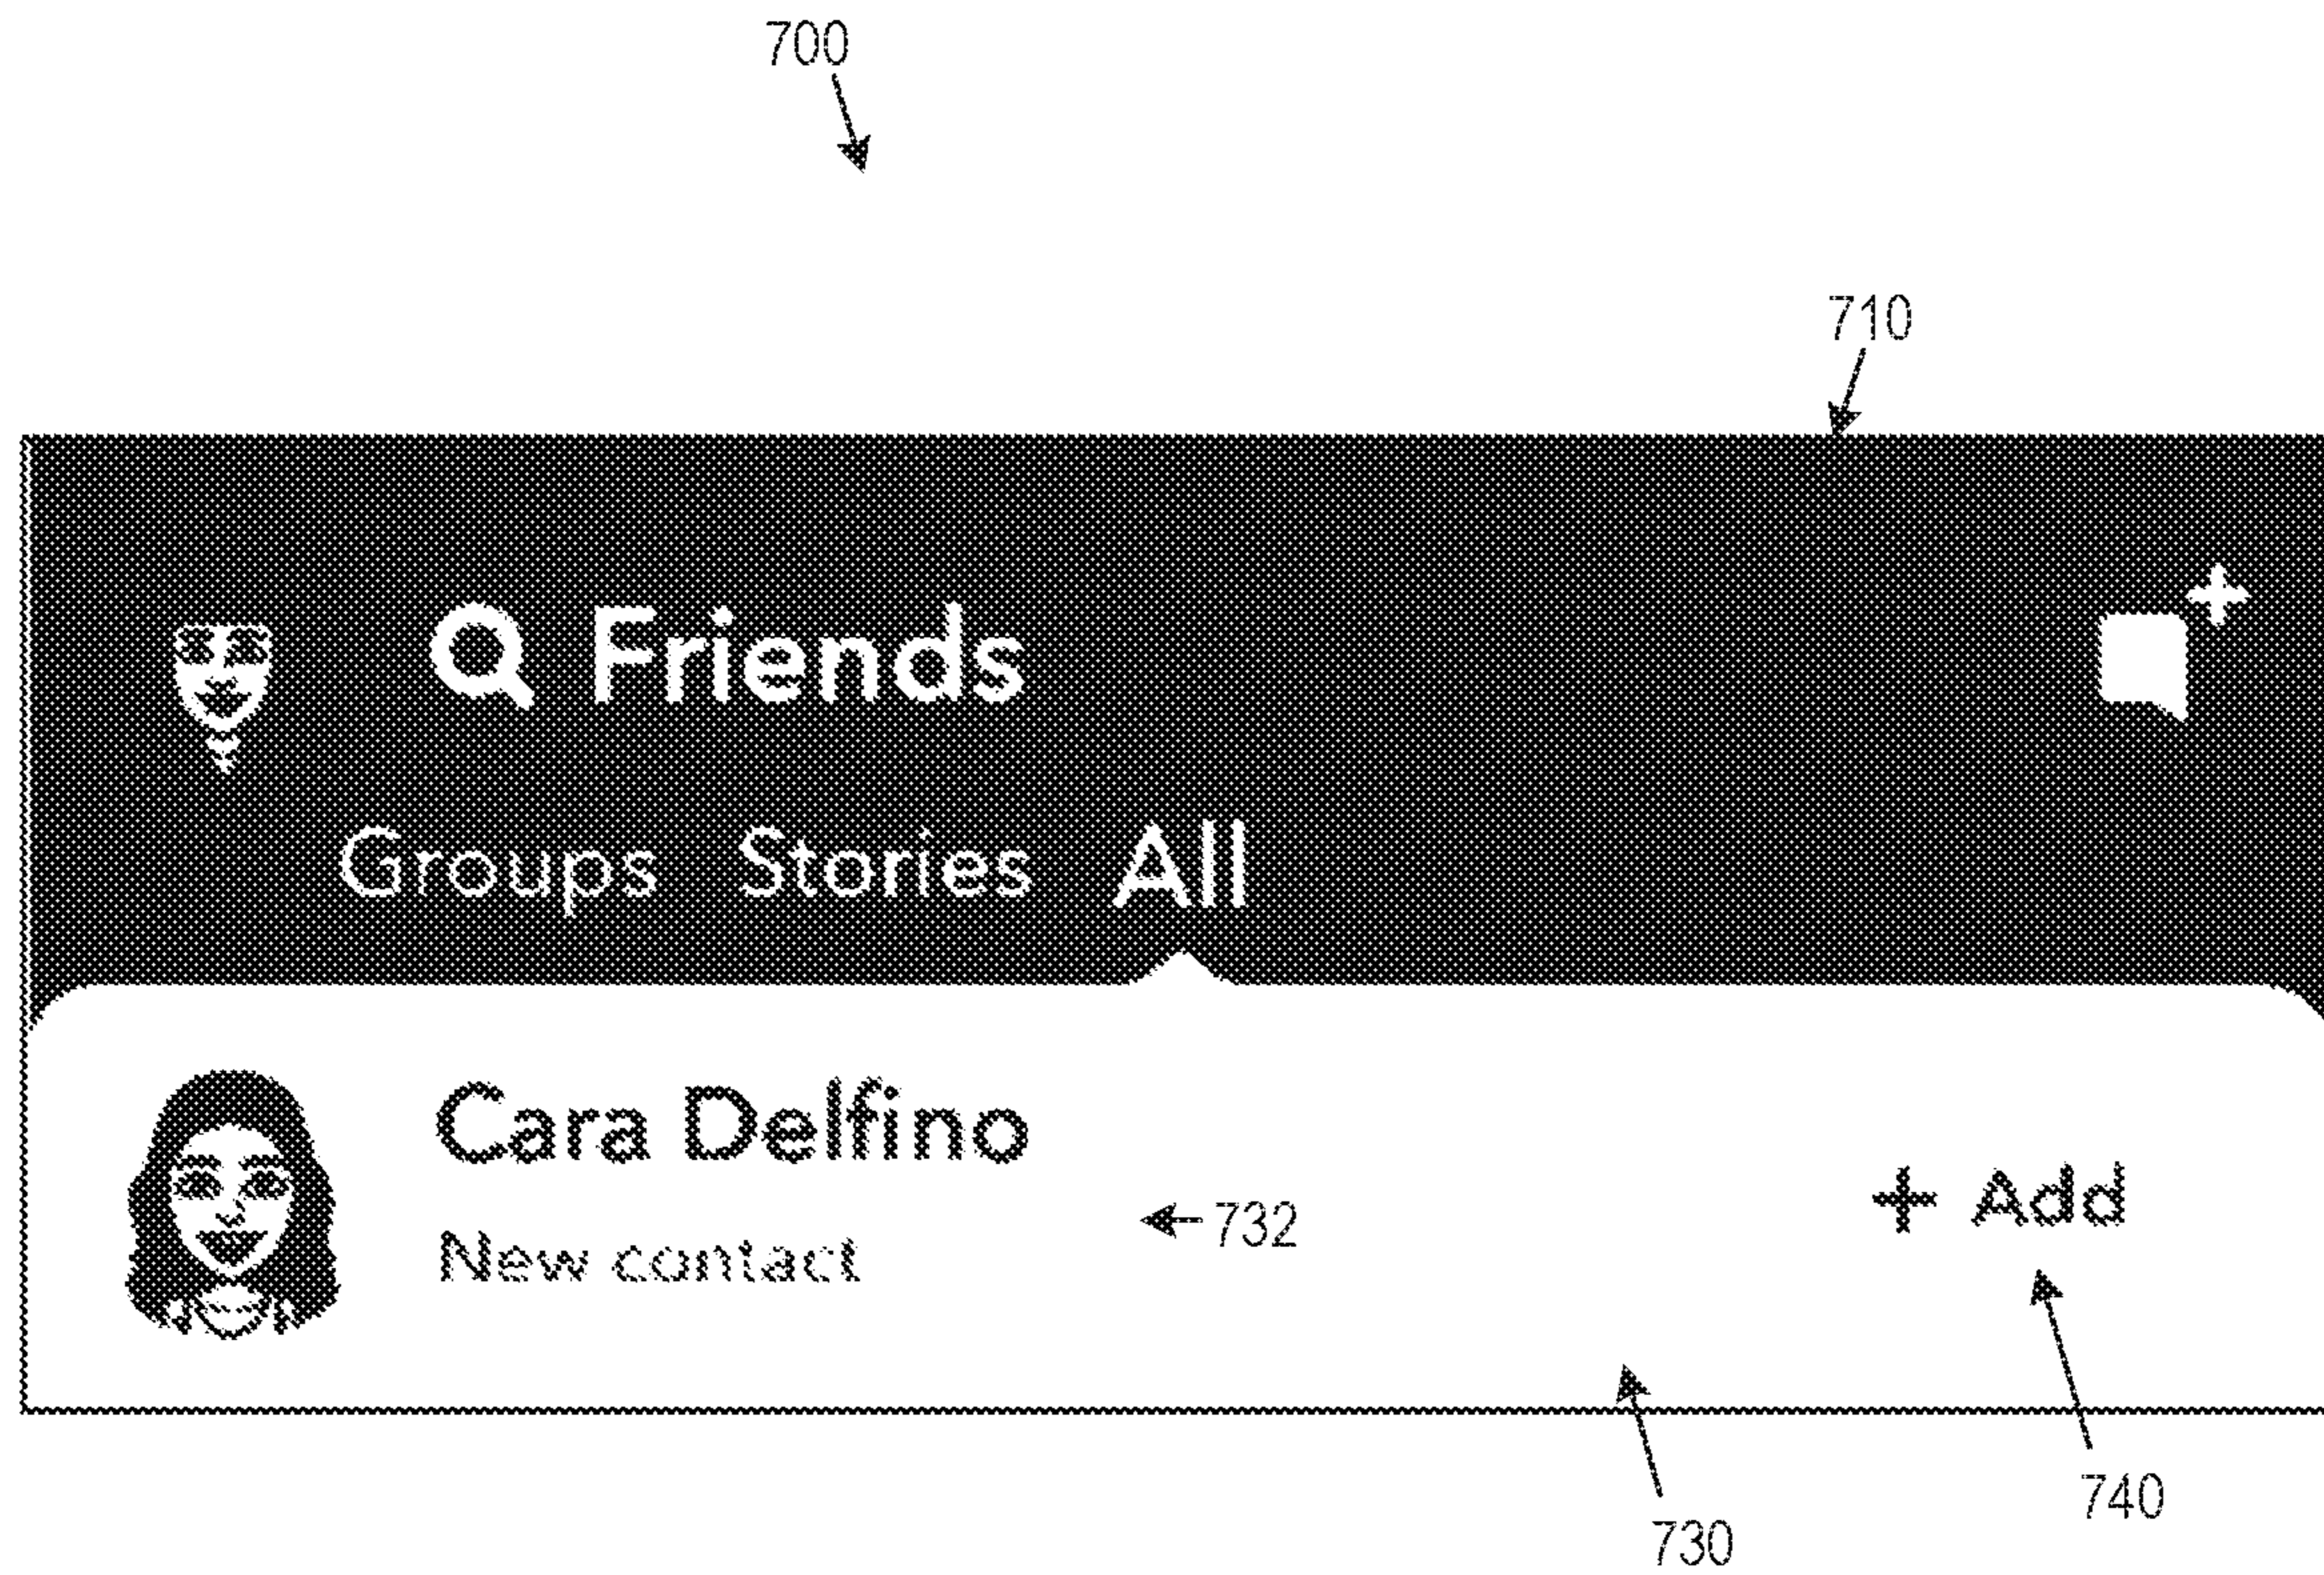 700
710
Friends
Groups Stories All
Cara Delfino
New contact
732
+ Add
740
730